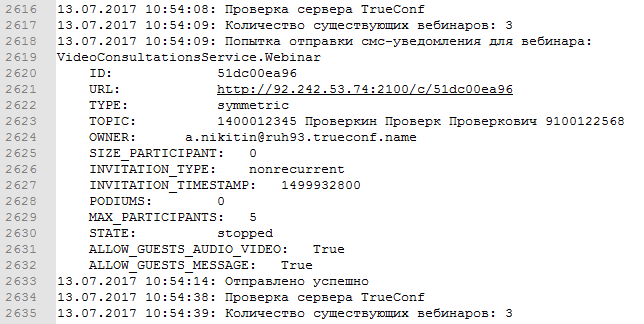 2616 13.07.2017 10:54:08: Проверка сервера TrueConf
2617 13.07.2017 10:54:09: Количество существующих вебинаров: 3
2618 13.07.2017 10:54:09: Попытка отправки смс-уведомления для вебинара:
2619 VideoConsultationsService.Webinar
2620 ID: 51dc00ea96
2621 URL: http://92.242.53.74:2100/c/51dc00ea96
2622 TYPE: symmetric
2623 TOPIC: 1400012345 Проверкин Проверк Проверкович 9100122568
2624 OWNER: a.nikitin@ruh93.trueconf.name
2625 SIZE_PARTICIPANT: 0
2626 INVITATION_TYPE: nonrecurrent
2627 INVITATION_TIMESTAMP: 1499932800
2628 PODIUMS: 0
2629 MAX_PARTICIPANTS: 5
2630 STATE: stopped
2631 ALLOW_GUESTS_AUDIO_VIDEO: True
2632 ALLOW_GUESTS_MESSAGE: True
2633 13.07.2017 10:54:14: Отправлено успешно
2634 13.07.2017 10:54:38: Проверка сервера TrueConf
2635 13.07.2017 10:54:39: Количество существующих вебинаров: 3